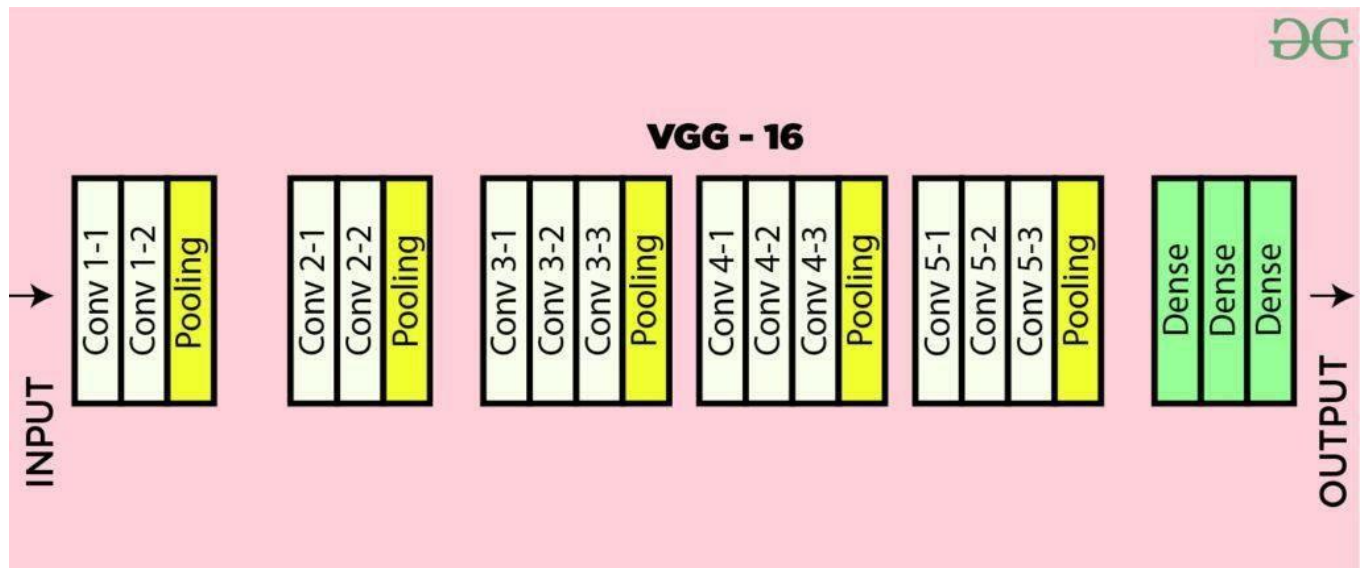 VGG - 16
INPUT
Conv 1-1
Conv 1-2
Pooling
Conv 2-1
Conv 2-2
Pooling
Conv 3-1
Conv 3-2
Conv 3-3
Pooling
Conv 4-1
Conv 4-2
Conv 4-3
Pooling
Conv 5-1
Conv 5-2
Conv 5-3
Pooling
Dense
Dense
Dense
OUTPUT